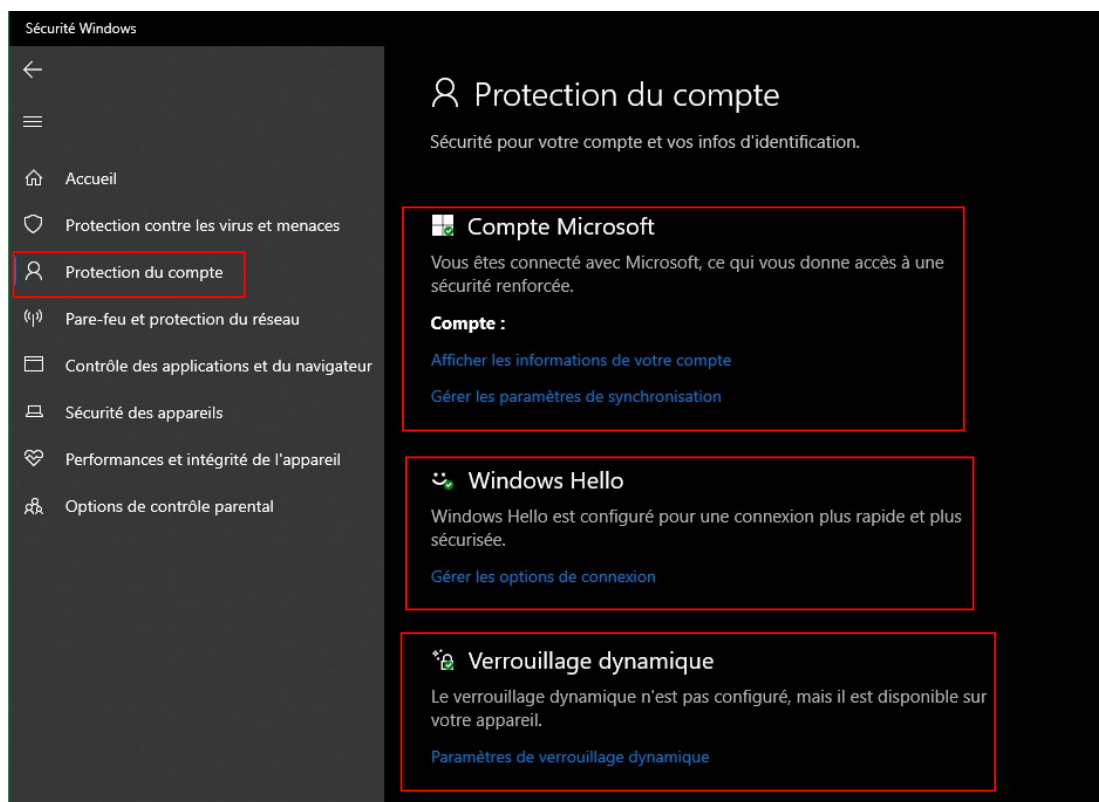 Sécurité Windows
Accueil
Protection contre les virus et menaces
Protection du compte
Pare-feu et protection du réseau
Contrôle des applications et du navigateur
Sécurité des appareils
Performances et intégrité de l'appareil
Options de contrôle parental
Protection du compte
Sécurité pour votre compte et vos infos d'identification.
Compte Microsoft
Vous êtes connecté avec Microsoft, ce qui vous donne accès à une
sécurité renforcée.
Compte :
Afficher les informations de votre compte
Gérer les paramètres de synchronisation
Windows Hello
Windows Hello est configuré pour une connexion plus rapide et plus
sécurisée.
Gérer les options de connexion
Verrouillage dynamique
Le verrouillage dynamique n'est pas configuré, mais il est disponible sur
votre appareil.
Paramètres de verrouillage dynamique